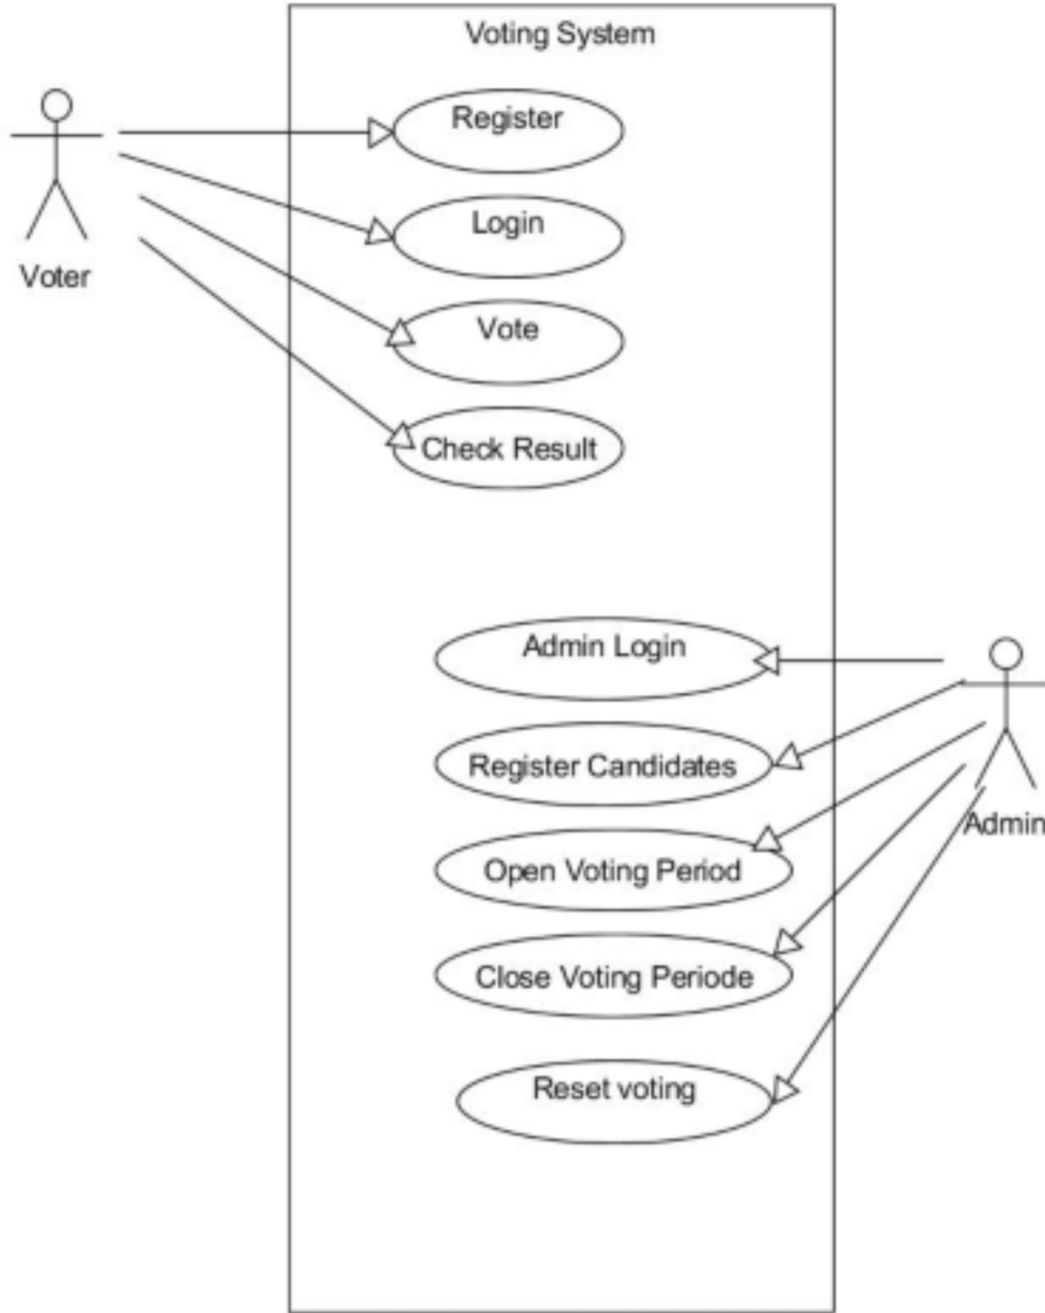 Voting System
Register
Login
Voter
Vote
Check Result
Admin Login
Register Candidates
Admin
Open Voting Period
Close Voting Periode
Reset voting